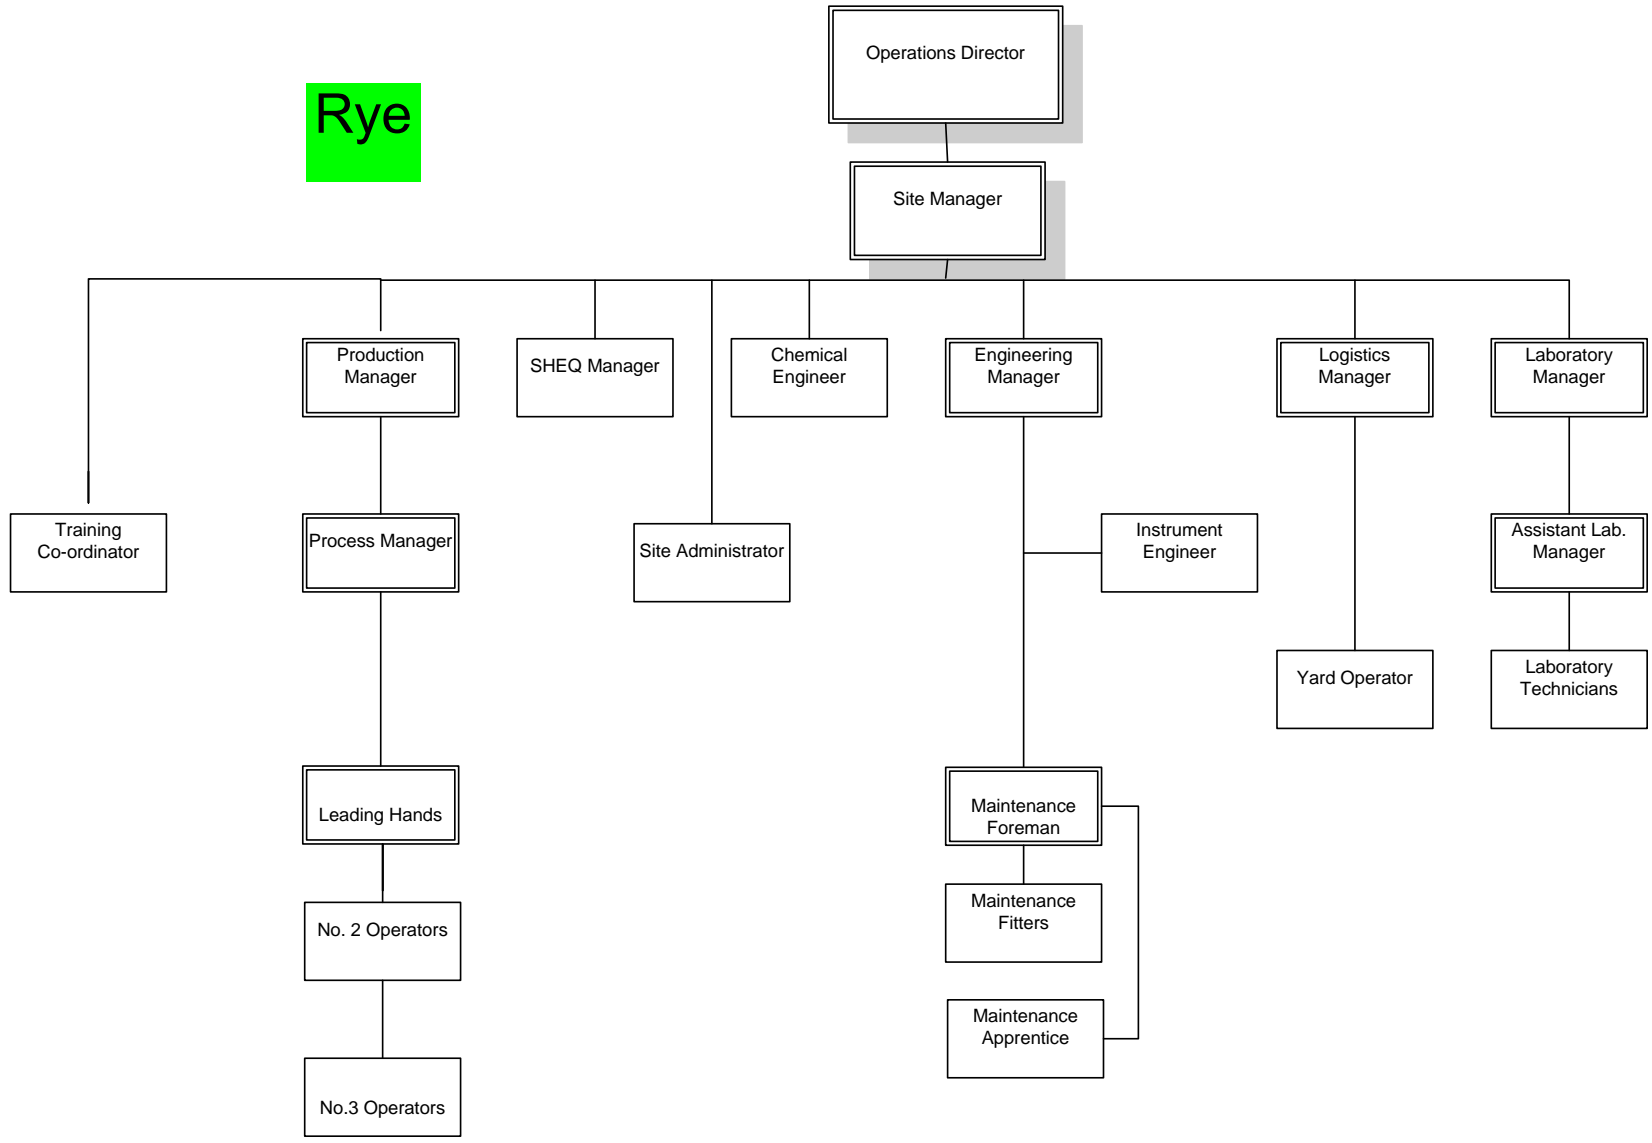 Operations Director
Rye
Site Manager
Production
Manager
SHEQ Manager
Chemical
Engineer
Engineering
Manager
Logistics
Manager
Laboratory
Manager
Training
Co-ordinator
Process Manager
Site Administrator
Instrument
Engineer
Assistant Lab.
Manager
Yard Operator
Laboratory
Technicians
Leading Hands
Maintenance
Foreman
No. 2 Operators
Maintenance
Fitters
Maintenance
Apprentice
No.3 Operators